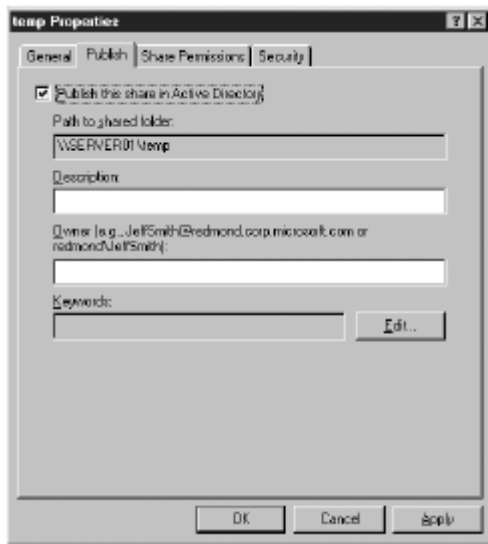 temp Properties
General Publish Share Permissions Security
Publish this share in Active Directory
Path to shared folder:
\\SERVER01\temp
Description:
Owner (e.g., JeffSmith@redmond.corp.microsoft.com or
redmond\JeffSmith):
Keywords:
Edit...
OK Cancel Apply